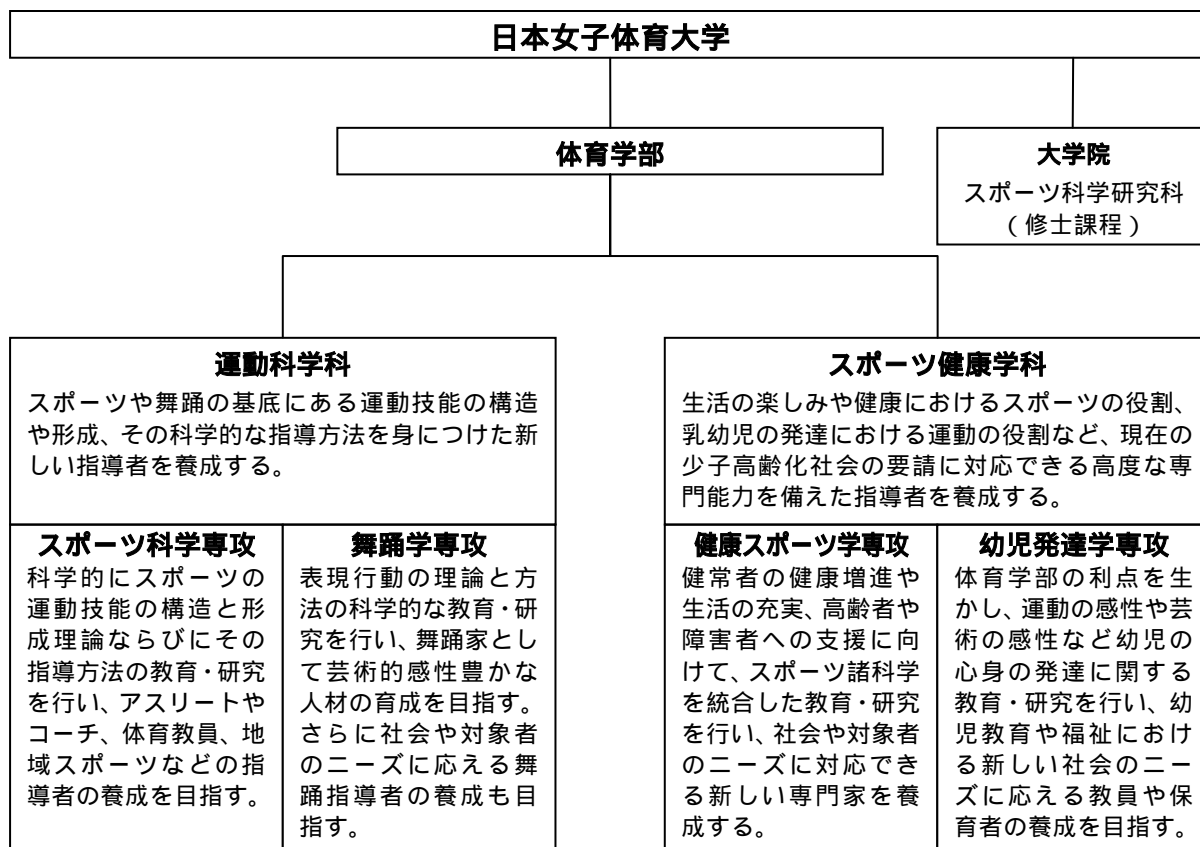 日本女子体育大学
体育学部
大学院
スポーツ科学研究科
(修士課程)
運動科学科
スポーツや舞踊の基底にある運動技能の構造
や形成、その科学的な指導方法を身につけた新
しい指導者を養成する。
スポーツ健康学科
生活の楽しみや健康におけるスポーツの役割、
乳幼児の発達における運動の役割など、現在の
少子高齢化社会の要請に対応できる高度な専
門能力を備えた指導者を養成する。
スポーツ科学専攻
科学的にスポーツの
運動技能の構造と形
成理論ならびにその
指導方法の教育・研究
を行い、アスリートや
コーチ、体育教員、地
域スポーツなどの指
導者の養成を目指す。
舞踊学専攻
表現行動の理論と方
法の科学的な教育・研
究を行い、舞踊家とし
て芸術的感性豊かな
人材の育成を目指す。
さらに社会や対象者
のニーズに応える舞
踊指導者の養成も目
指す。
健康スポーツ学専攻
健常者の健康増進や
生活の充実、高齢者や
障害者への支援に向
けて、スポーツ諸科学
を統合した教育・研究
を行い、社会や対象者
のニーズに対応でき
る新しい専門家を養
成する。
幼児発達学専攻
体育学部の利点を生
かし、運動の感性や芸
術の感性など幼児の
心身の発達に関する
教育・研究を行い、幼
児教育や福祉におけ
る新しい社会のニー
ズに応える教員や保
育者の養成を目指す。